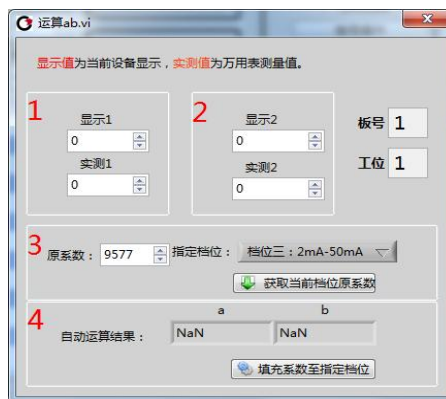 运算ab.vi
显示值为当前设备显示，实测值为万用表测量值。
1
显示1
0
实测1
0
2
显示2
0
实测2
0
板号 1
工位 1
3
原系数： 9577 指定档位： 档位三：2mA-50mA
获取当前档位原系数
4
a b
自动运算结果： NaN NaN
填充系数至指定档位